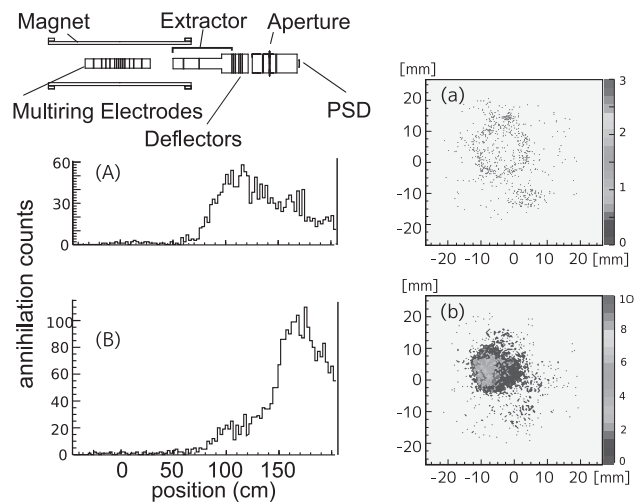 Magnet
Extractor
Aperture
Multiring Electrodes
Deflectors
PSD
(A)
60
30
0
annihilation counts
(B)
100
80
60
40
20
0
0 50 100 150
position (cm)
[mm]
(a)
20
10
0
-10
-20
-20 -10 0 10 20 [mm]
3
2
1
0
[mm]
(b)
20
10
0
-10
-20
-20 -10 0 10 20 [mm]
10
8
6
4
2
0